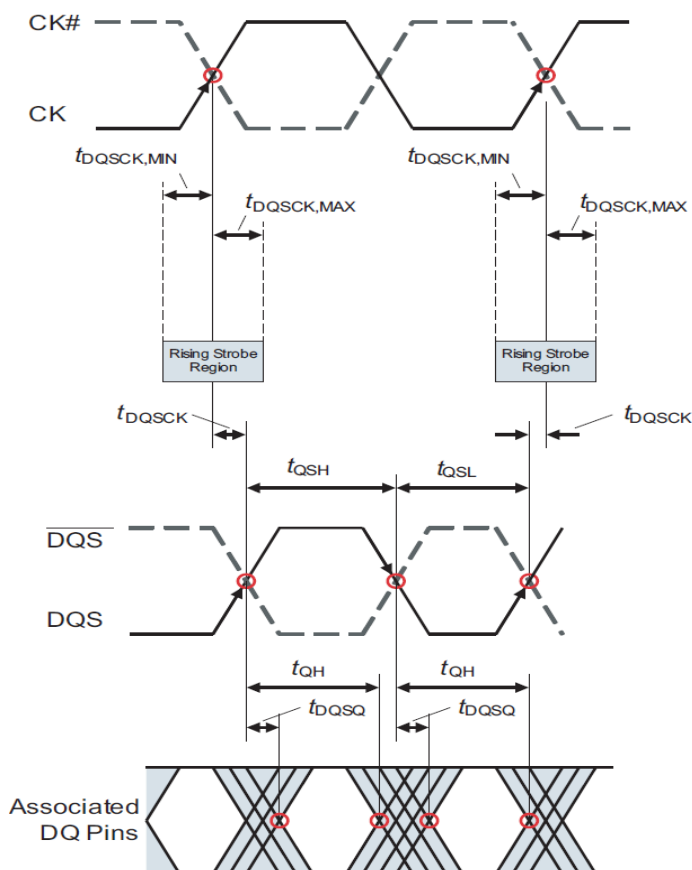 CK#
CK
tDQSCK,MIN
tDQSCK,MIN
tDQSCK,MAX
tDQSCK,MAX
Rising Strobe
Region
Rising Strobe
Region
tDQSCK
tDQSCK
tQSH
tQSL
DQS
DQS
tQH
tQH
tDQSQ
tDQSQ
Associated
DQ Pins